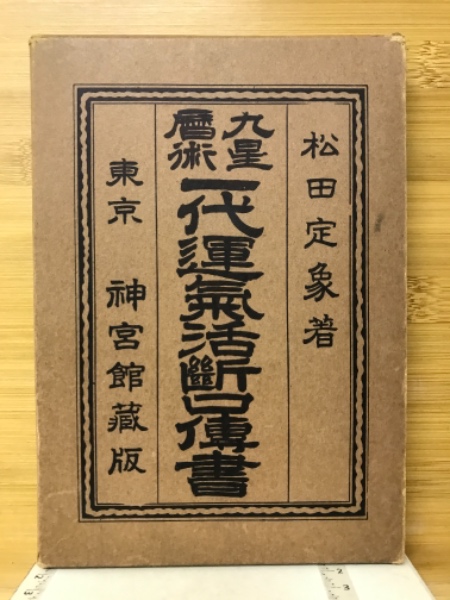 松田定象著
九星
暦術
一代運氣活斷口傳書
東京 神宮館藏版